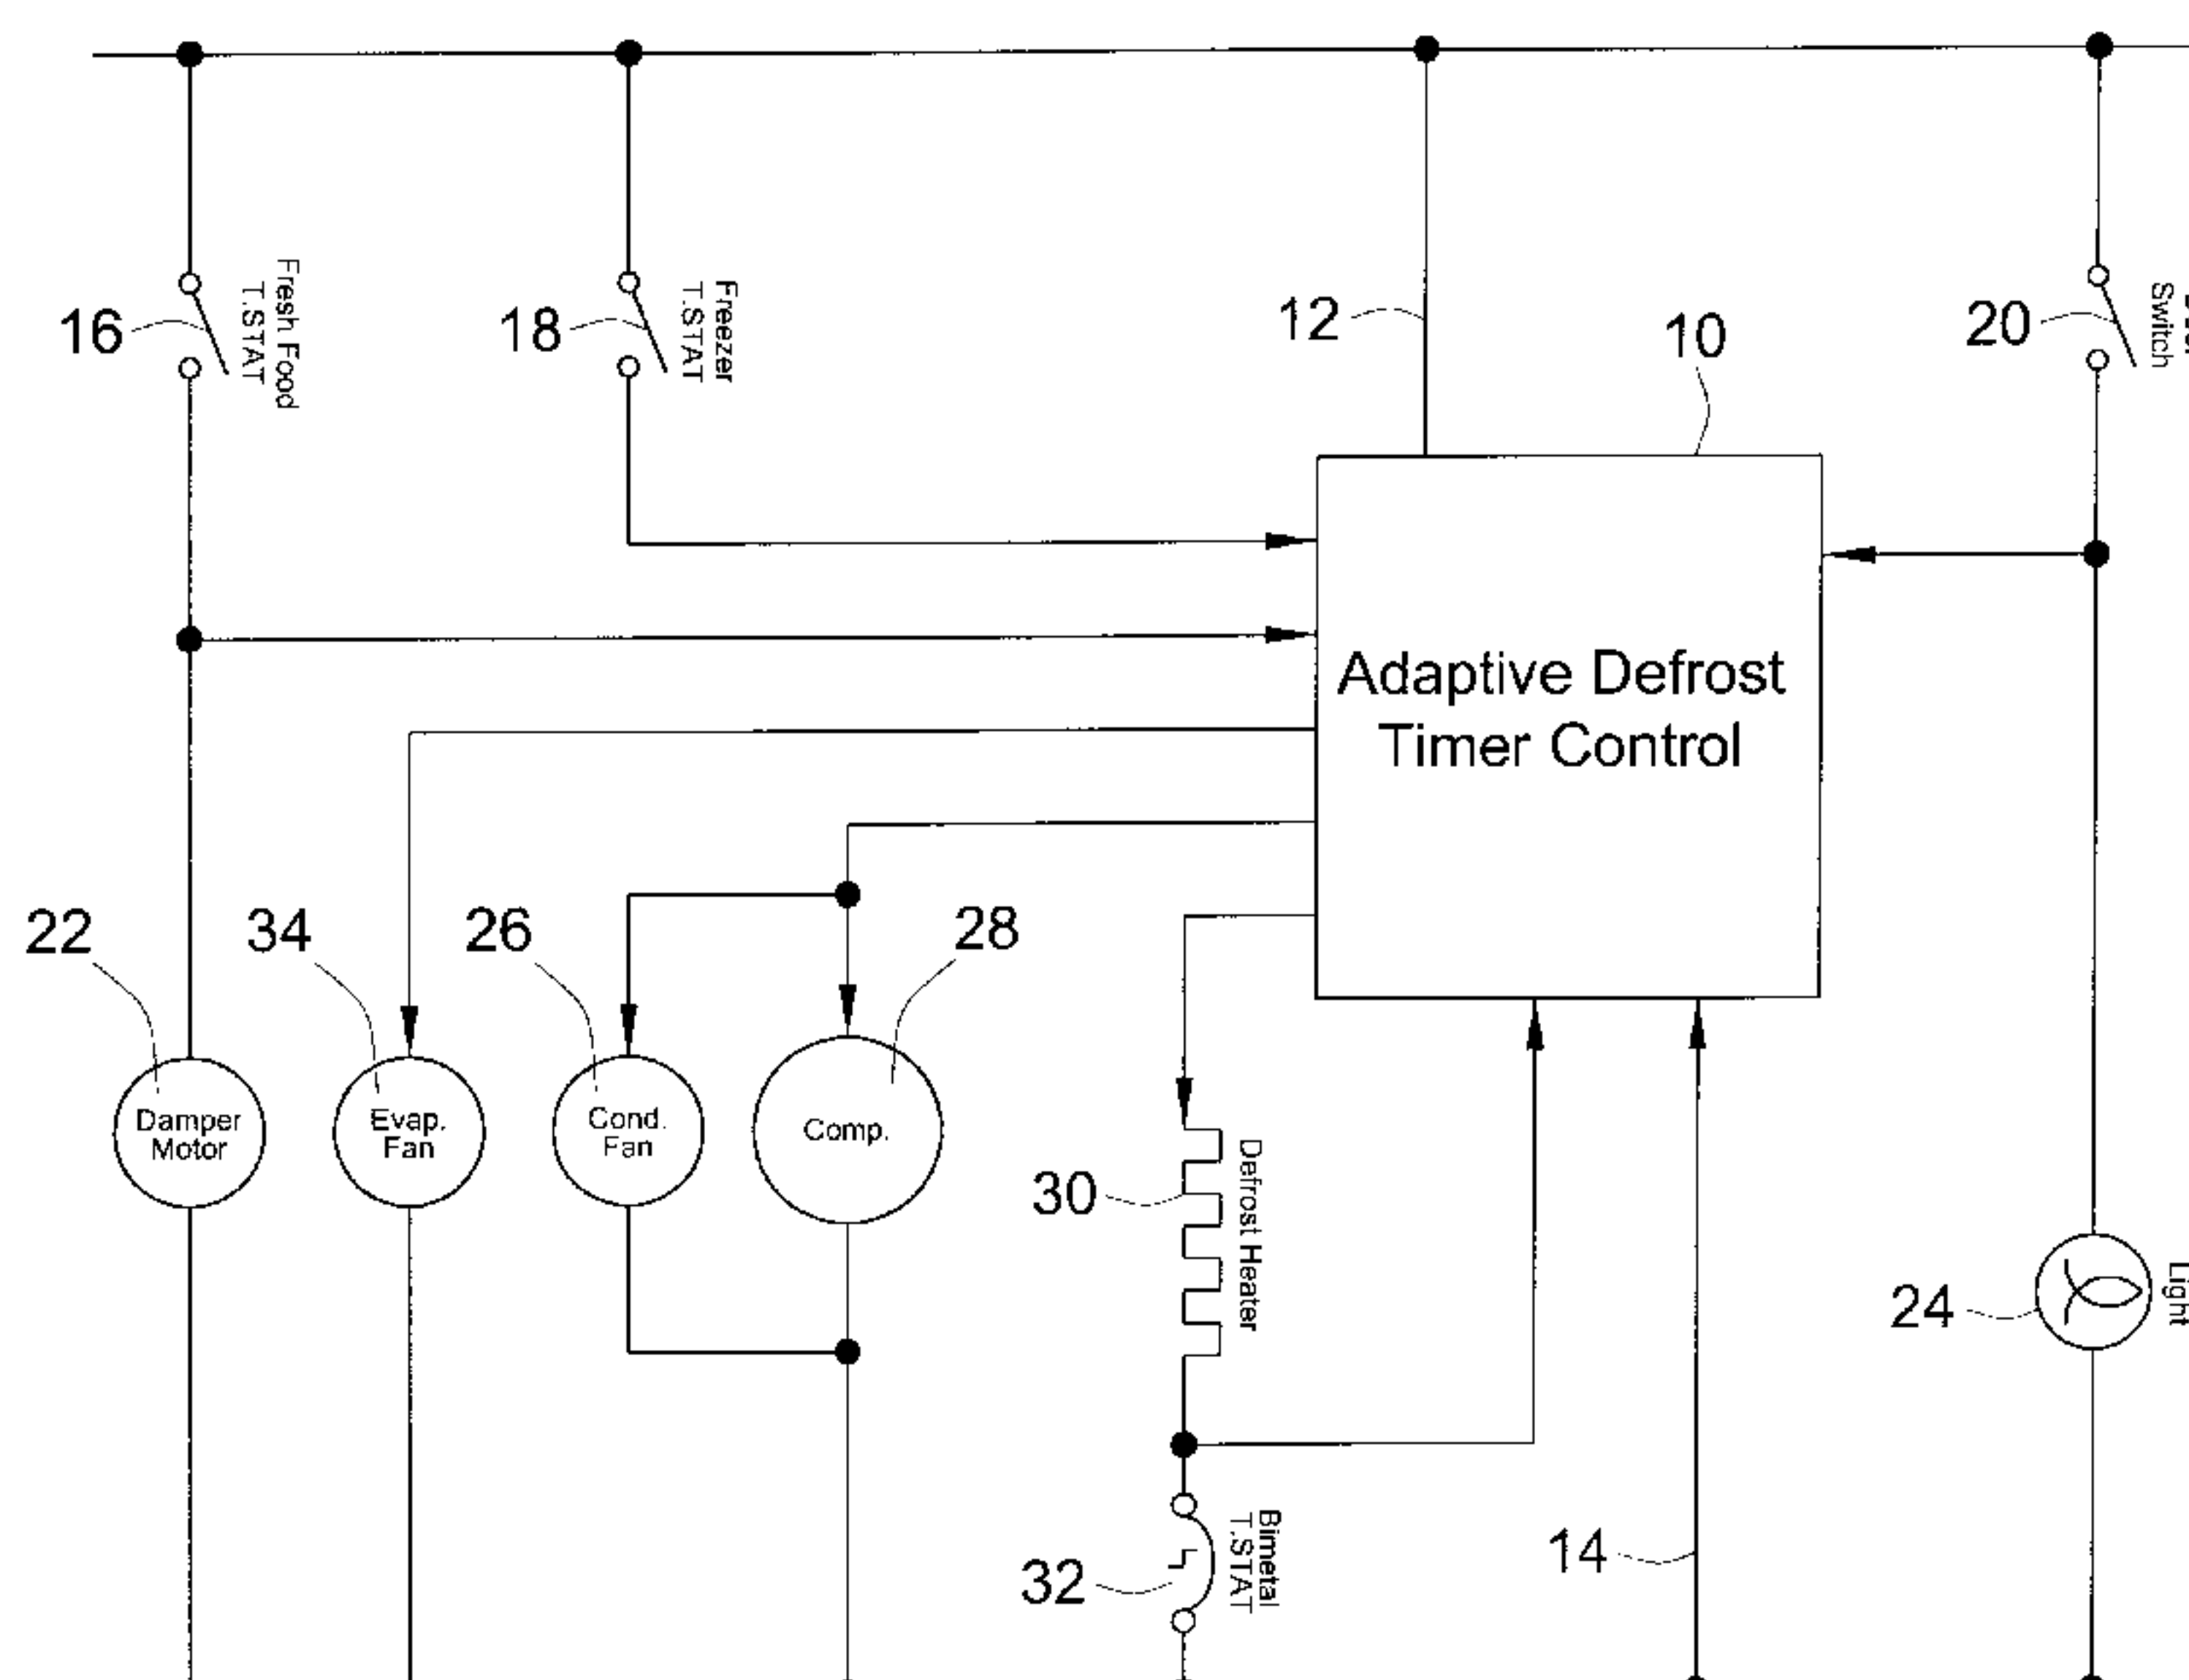 16
Fresh Food
T.STAT
18
Freezer
T.STAT
12
10
20
Switch
Adaptive Defrost
Timer Control
22
34
26
28
Damper
Motor
Evap.
Fan
Cond.
Fan
Comp.
30
Defrost Heater
24
Light
32
Bimetal
T.STAT
14